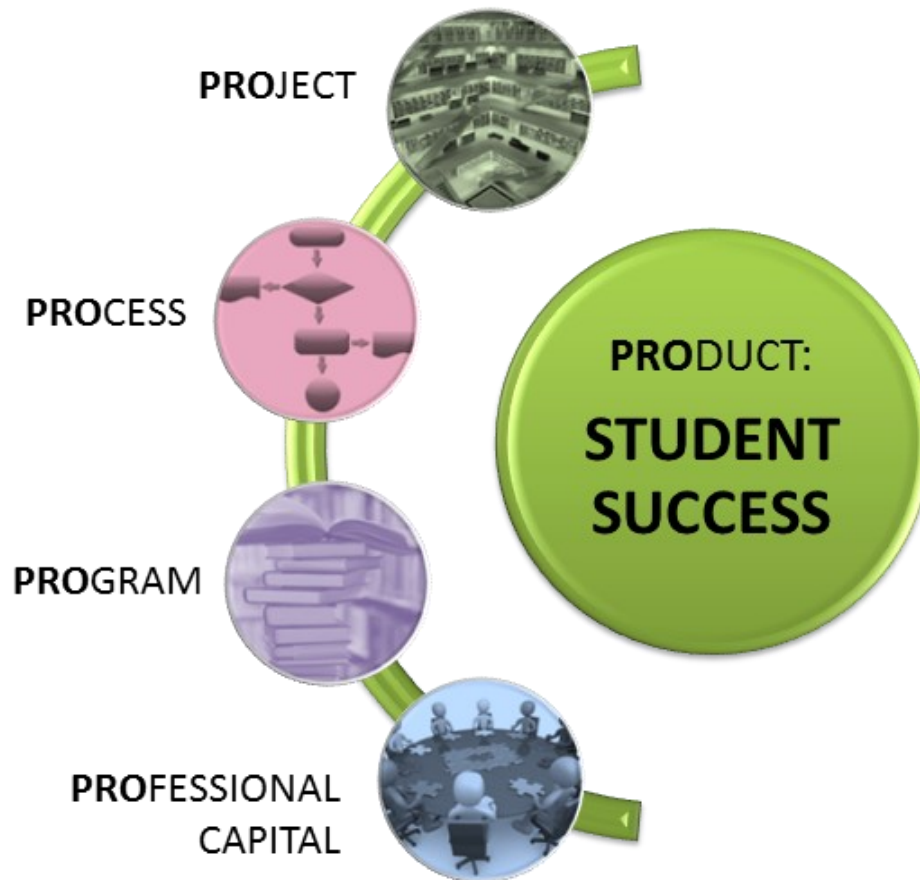 PROJECT
PROCESS
PRODUCT:
STUDENT
SUCCESS
PROGRAM
PROFESSIONAL
CAPITAL